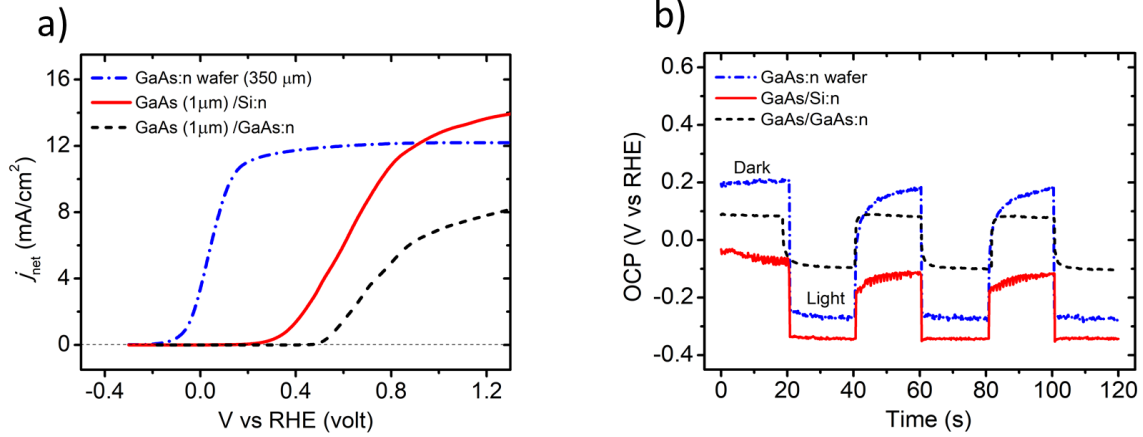 a)
16
12
8
4
0
j_net (mA/cm²)
GaAs:n wafer (350 μm)
GaAs (1μm) /Si:n
GaAs (1μm) /GaAs:n
-0.4 0.0 0.4 0.8 1.2
V vs RHE (volt)
b)
0.6
0.4
0.2
0.0
-0.2
-0.4
OCP (V vs RHE)
GaAs:n wafer
GaAs/Si:n
GaAs/GaAs:n
Dark
Light
0 20 40 60 80 100 120
Time (s)